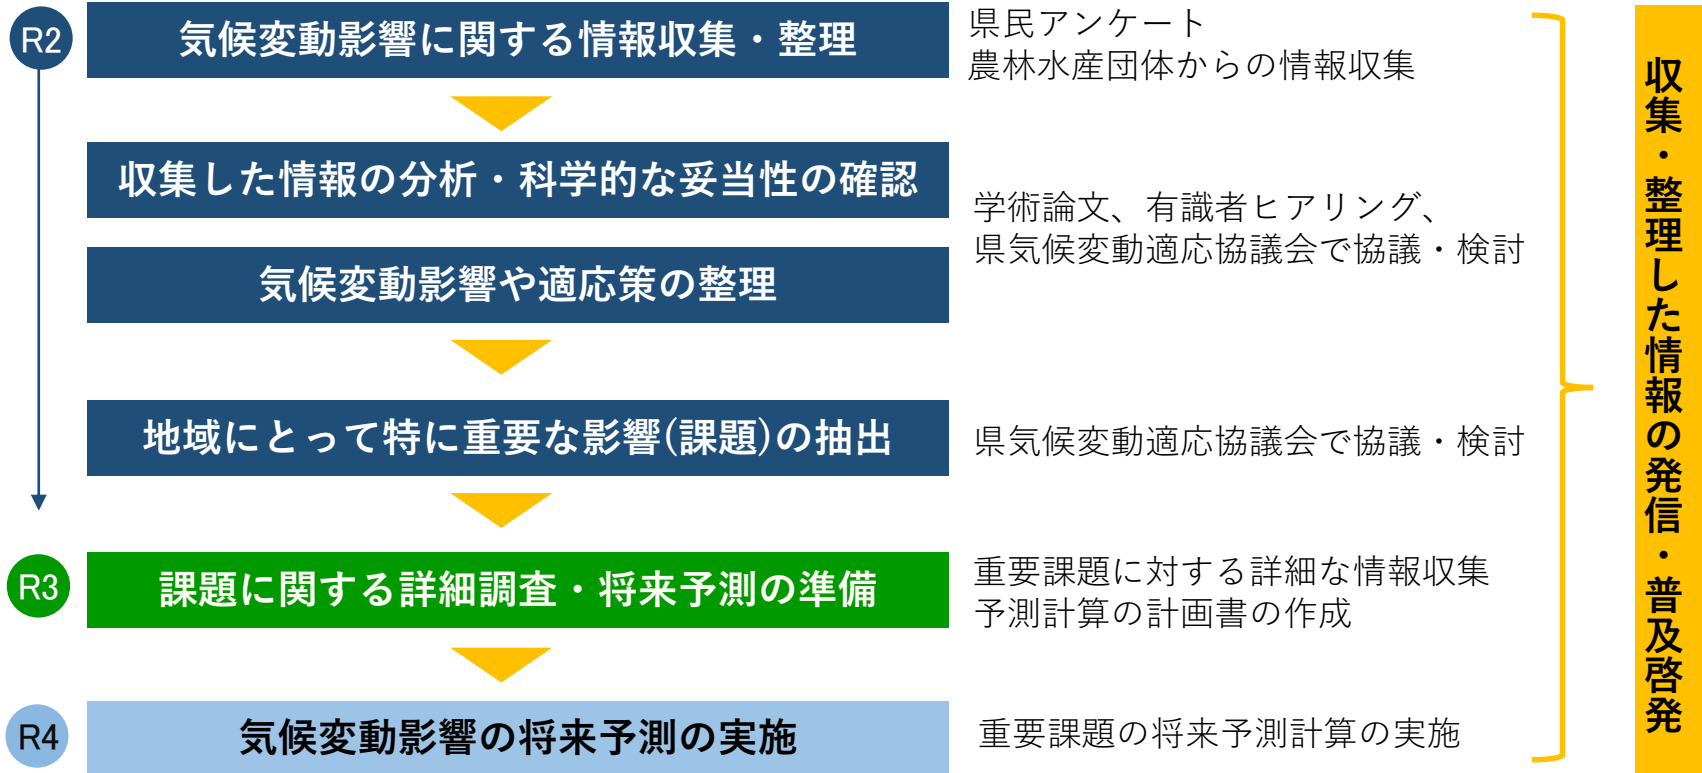 R2
気候変動影響に関する情報収集・整理
県民アンケート
農林水産団体からの情報収集
収集した情報の分析・科学的な妥当性の確認
気候変動影響や適応策の整理
学術論文、有識者ヒアリング、
県気候変動適応協議会で協議・検討
地域にとって特に重要な影響(課題)の抽出
県気候変動適応協議会で協議・検討
R3
課題に関する詳細調査・将来予測の準備
重要課題に対する詳細な情報収集
予測計算の計画書の作成
R4
気候変動影響の将来予測の実施
重要課題の将来予測計算の実施
収集・整理した情報の発信・普及啓発